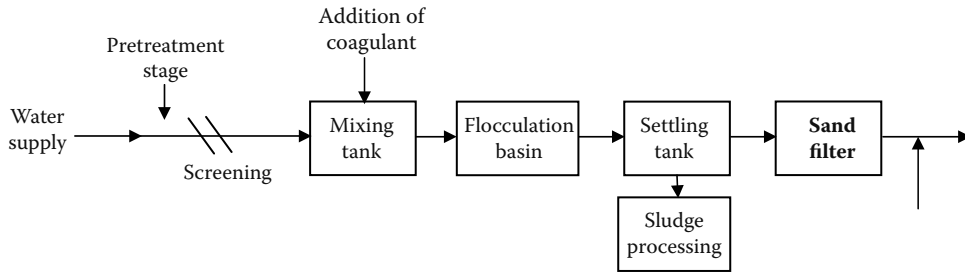 Addition of
coagulant
Pretreatment
stage
Water
supply
Screening
Mixing
tank
Flocculation
basin
Settling
tank
Sand
filter
Sludge
processing